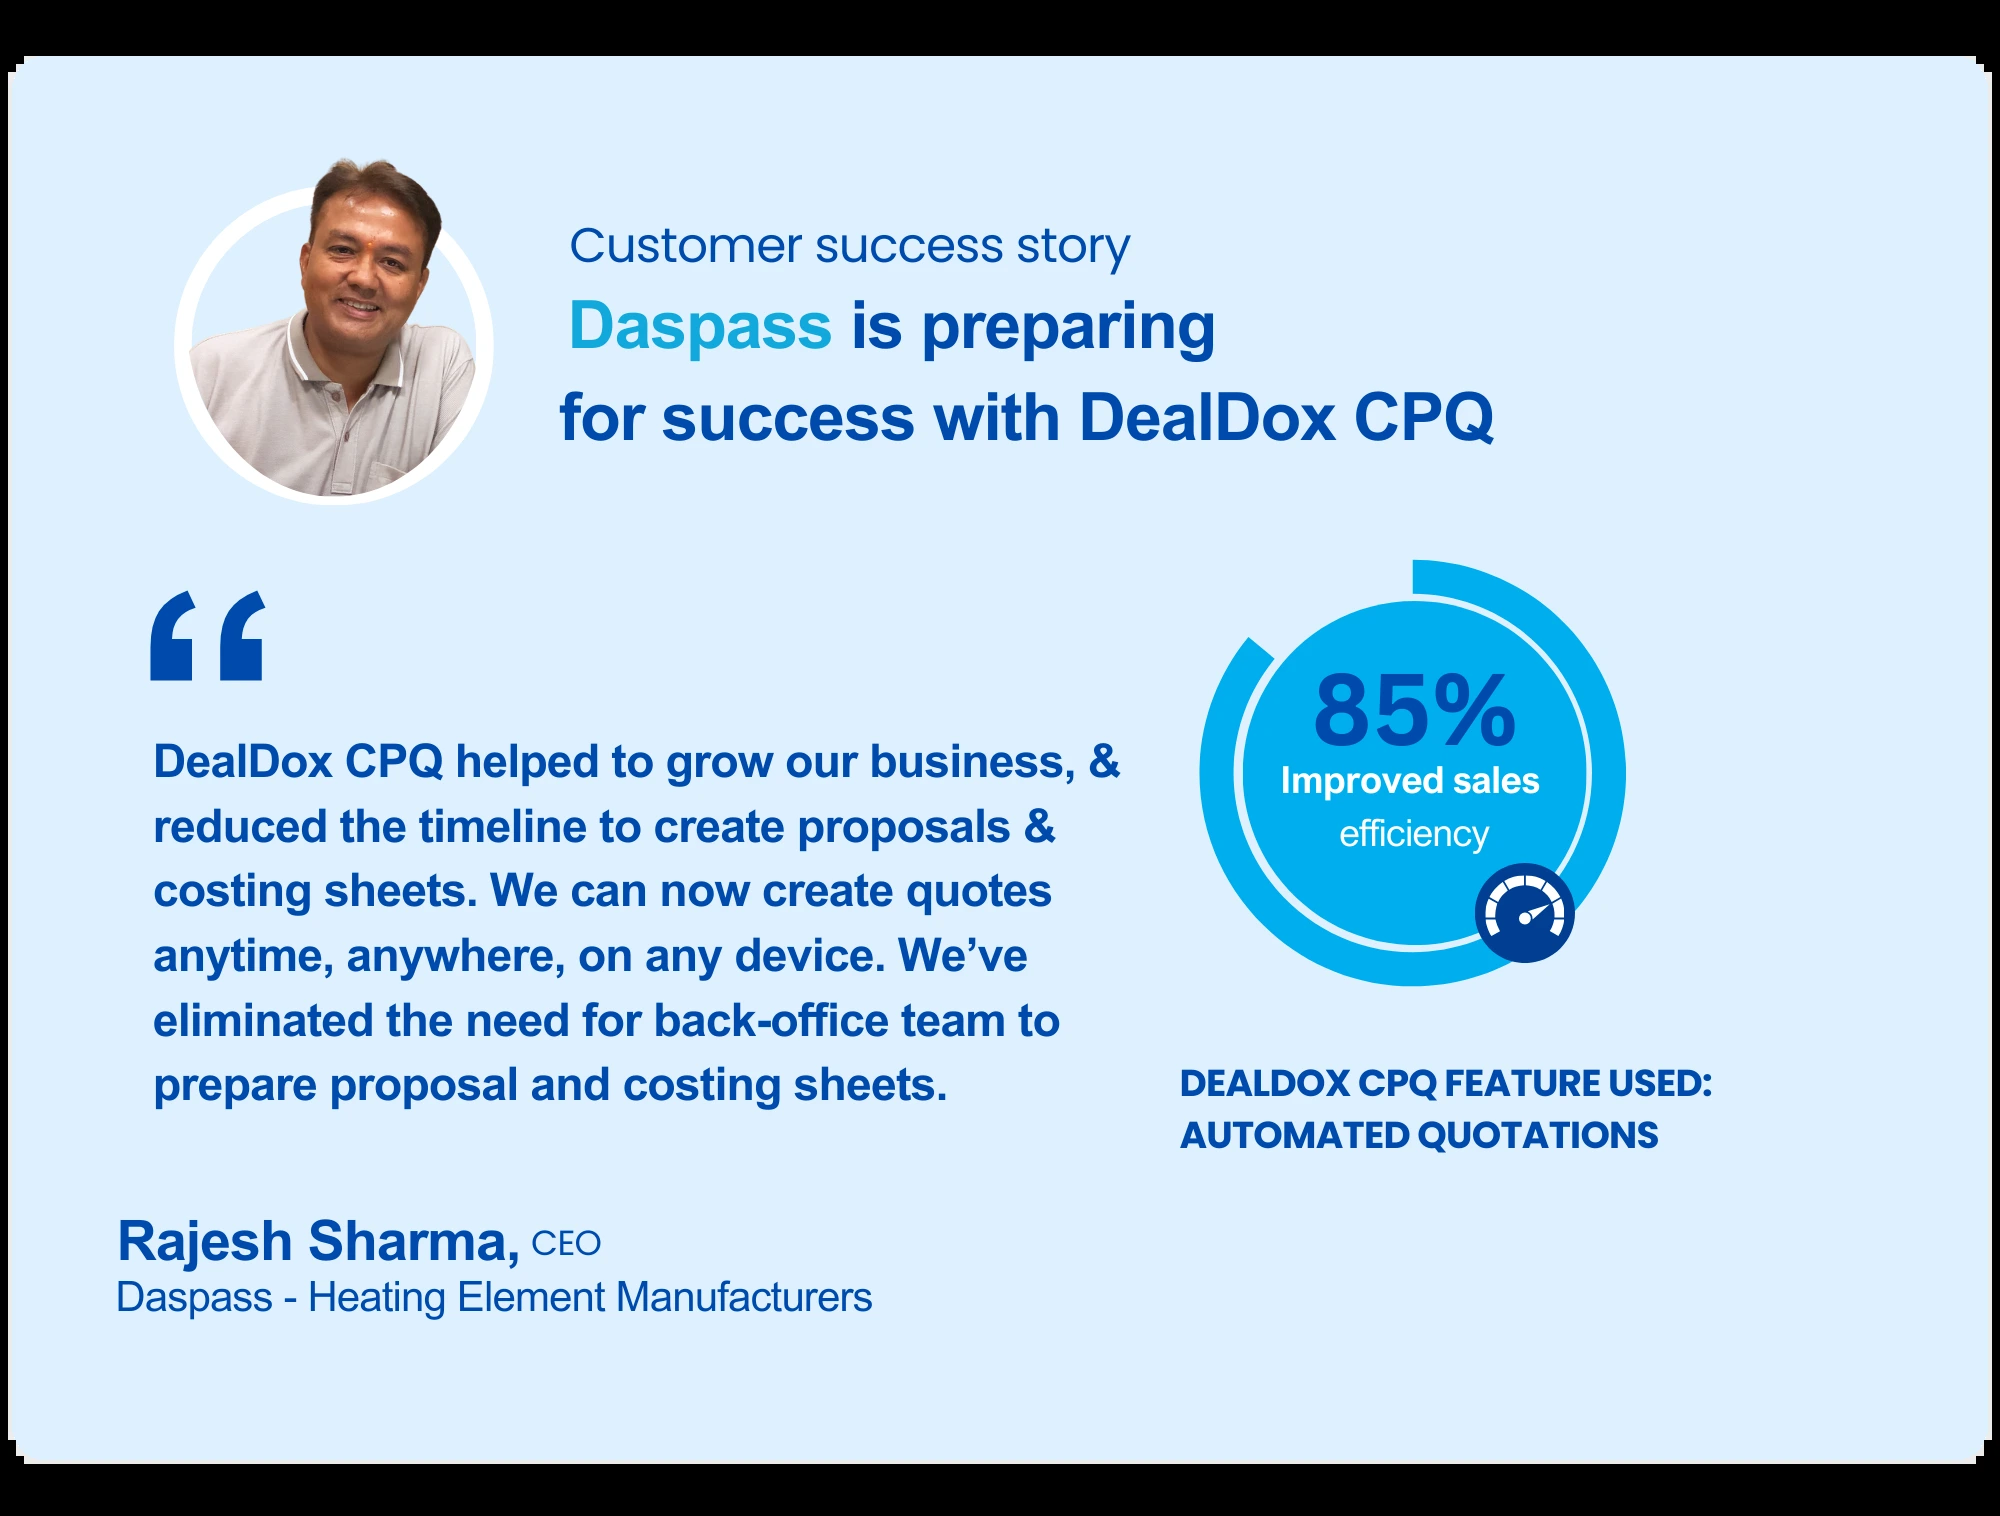 Customer success story
Daspass is preparing
for success with DealDox CPQ
DealDox CPQ helped to grow our business, &
reduced the timeline to create proposals &
costing sheets. We can now create quotes
anytime, anywhere, on any device. We’ve
eliminated the need for back-office team to
prepare proposal and costing sheets.
Rajesh Sharma, CEO
Daspass - Heating Element Manufacturers
85%
Improved sales
efficiency
DEALDOX CPQ FEATURE USED:
AUTOMATED QUOTATIONS